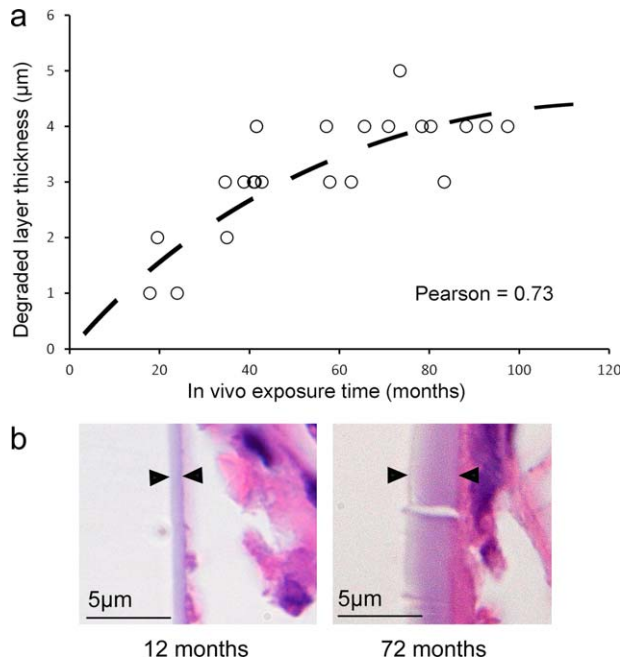 a
Degraded layer thickness (µm)
6
5
4
3
2
1
0
0 20 40 60 80 100 120
Pearson = 0.73
In vivo exposure time (months)
b
5µm 5µm
12 months 72 months